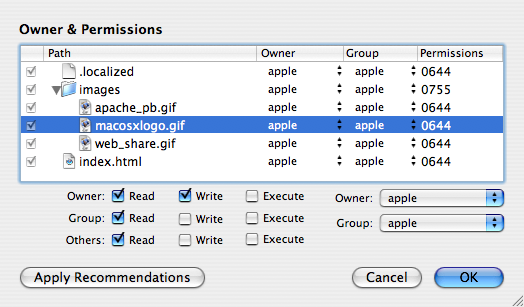 Owner & Permissions
Path Owner Group Permissions
.localized apple apple 0644
images apple apple 0755
apache_pb.gif apple apple 0644
macosxlogo.gif apple apple 0644
web_share.gif apple apple 0644
index.html apple apple 0644
Owner: Read Write Execute Owner: apple
Group: Read Write Execute Group: apple
Others: Read Write Execute
Apply Recommendations Cancel OK